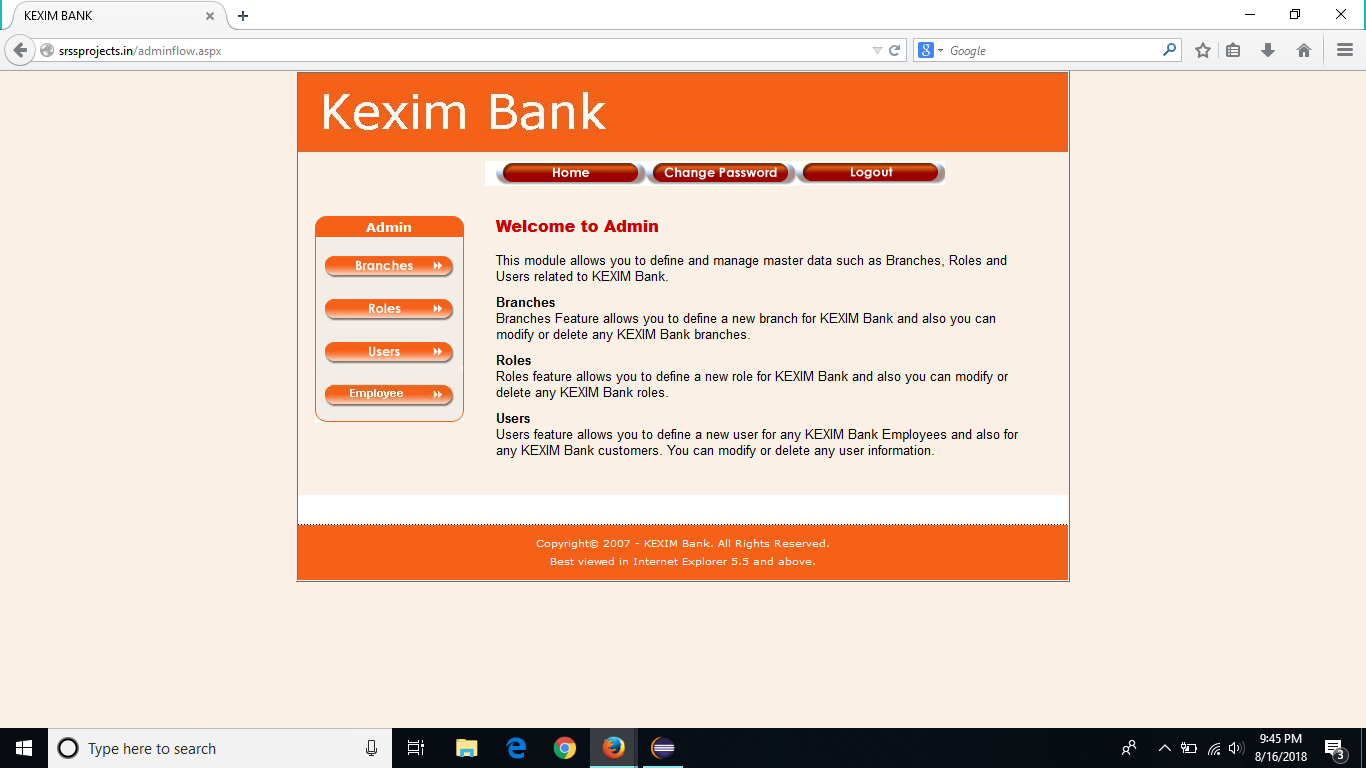 KEXIM BANK
srssprojects.in/adminflow.aspx
Google
Kexim Bank
Home
Change Password
Logout
Admin
Branches
Roles
Users
Employee
Welcome to Admin
This module allows you to define and manage master data such as Branches, Roles and
Users related to KEXIM Bank.
Branches
Branches Feature allows you to define a new branch for KEXIM Bank and also you can
modify or delete any KEXIM Bank branches.
Roles
Roles feature allows you to define a new role for KEXIM Bank and also you can modify or
delete any KEXIM Bank roles.
Users
Users feature allows you to define a new user for any KEXIM Bank Employees and also for
any KEXIM Bank customers. You can modify or delete any user information.
Copyright© 2007 - KEXIM Bank. All Rights Reserved.
Best viewed in Internet Explorer 5.5 and above.
Type here to search
9:45 PM
8/16/2018
3